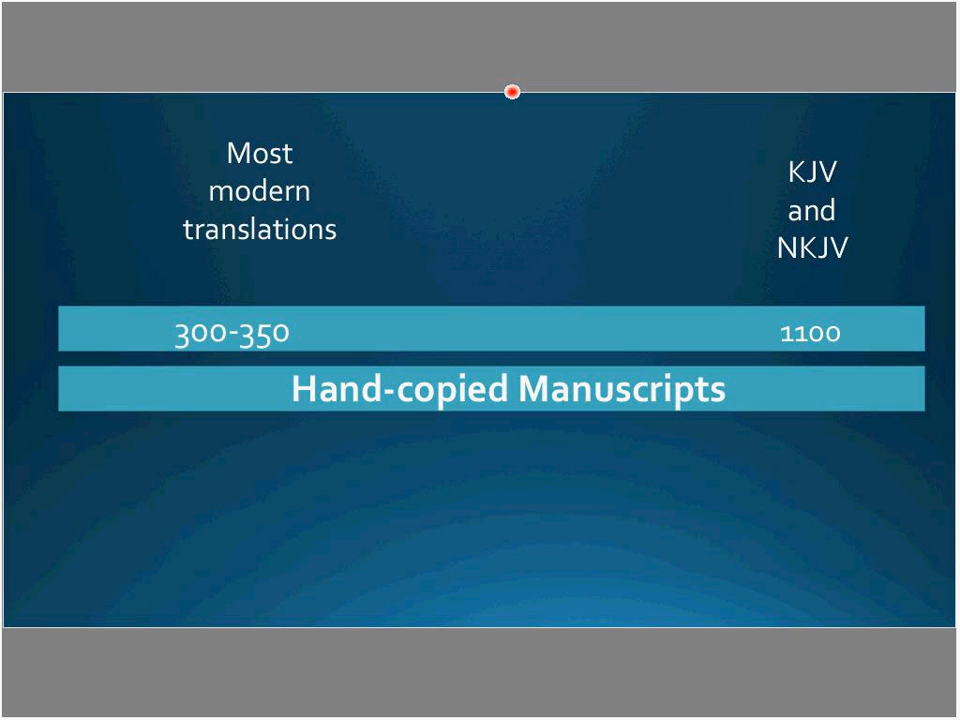 Most
modern
translations
KJV
and
NKJV
300-350
1100
Hand-copied Manuscripts